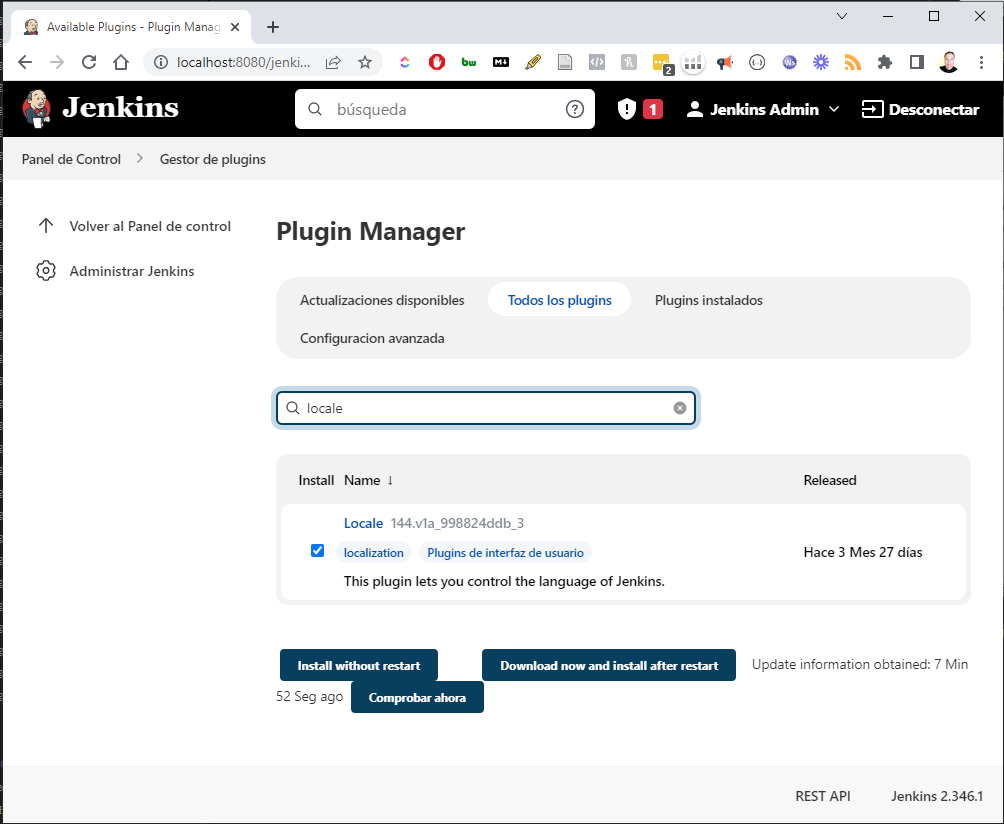 Available Plugins - Plugin Manag
localhost:8080/jenki...
bw
2
Jenkins
búsqueda
1
Jenkins Admin
Desconectar
Panel de Control
Gestor de plugins
Volver al Panel de control
Administrar Jenkins
Plugin Manager
Actualizaciones disponibles
Todos los plugins
Plugins instalados
Configuracion avanzada
locale
Install Name ↓ Released
Locale 144.v1a_998824ddb_3
localization Plugins de interfaz de usuario
Hace 3 Mes 27 días
This plugin lets you control the language of Jenkins.
Install without restart
Download now and install after restart
Update information obtained: 7 Min
52 Seg ago
Comprobar ahora
REST API
Jenkins 2.346.1